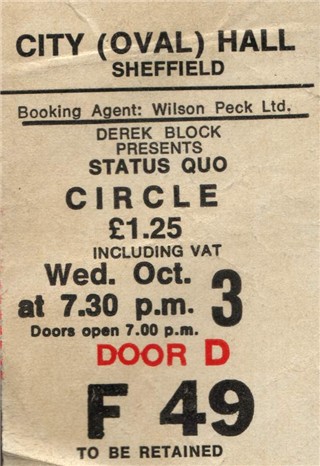 CITY (OVAL) HALL
SHEFFIELD
Booking Agent: Wilson Peck Ltd.
DEREK BLOCK
PRESENTS
STATUS QUO
CIRCLE
£1.25
INCLUDING VAT
Wed. Oct. 3
at 7.30 p.m.
Doors open 7.00 p.m.
DOOR D
F 49
TO BE RETAINED